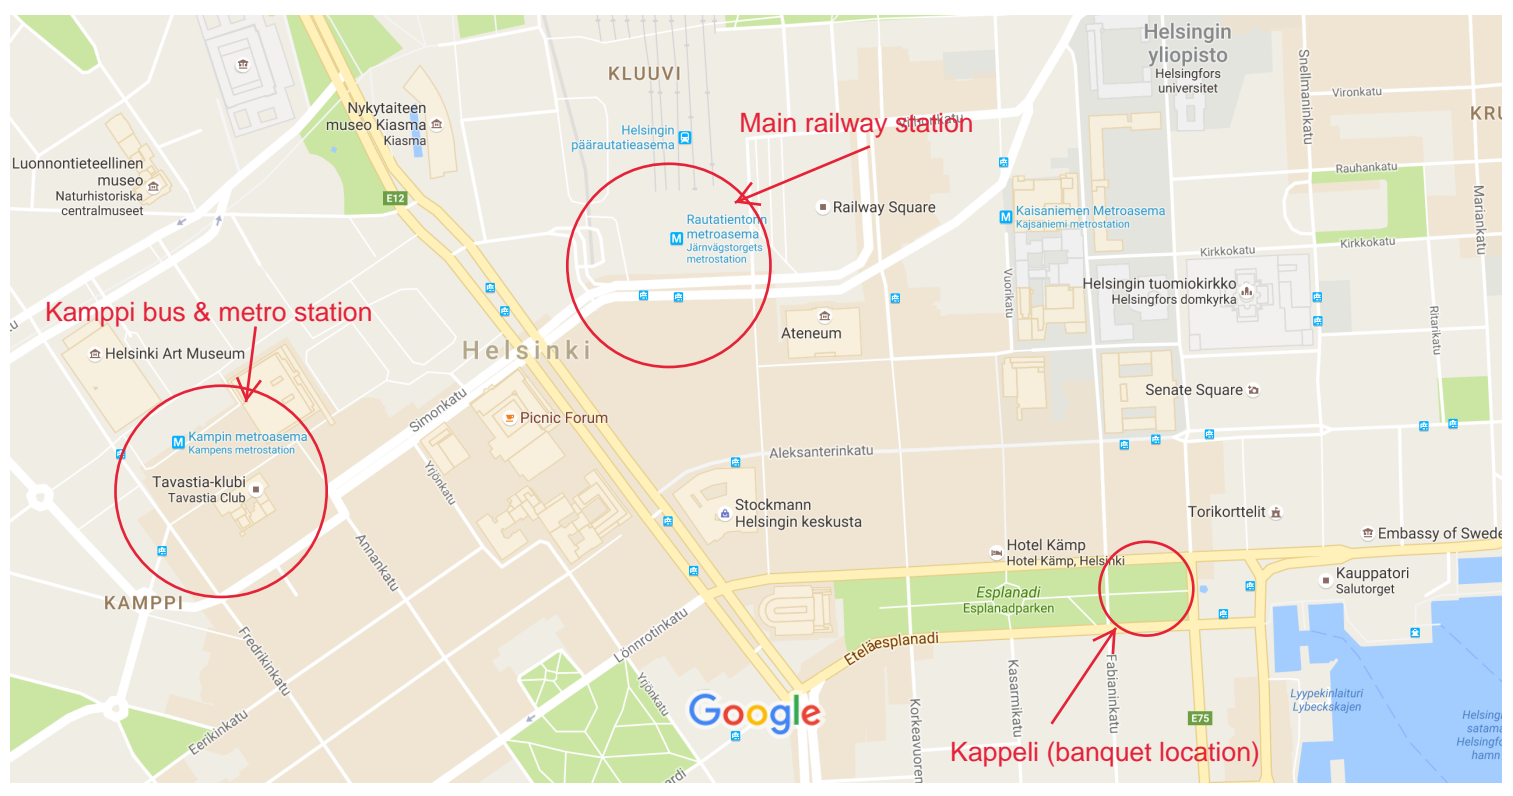 Helsingin
yliopisto
Helsingfors
universitet
Snellmaninkatu
KLUUVI
Vironkatu
Nykytaiteen
museo Kiasma
Kiasma
Helsingin
päärautatieasema
Main railway station
Luonnontieteellinen
museo
Naturhistoriska
centralmuseet
Rauhankatu
Mariankatu
E12
Rautatientorin
metroasema
Järnvägstorgets
metrostation
M
Railway Square
M
Kaisaniemen Metroasema
Kajsaniemi metrostation
Kirkkokatu
Kirkkokatu
Vuorikatu
Helsingin tuomiokirkko
Helsingfors domkyrka
Ritarikatu
Kamppi bus & metro station
Ateneum
Helsinki Art Museum
Helsinki
Senate Square
Simonkatu
Picnic Forum
M
Kampin metroasema
Kampens metrostation
Aleksanterinkatu
Yrjönkatu
Tavastia-klubi
Tavastia Club
Stockmann
Helsingin keskusta
Torikorttelit
Embassy of Swede
Annankatu
Hotel Kämp
Hotel Kämp, Helsinki
Kauppatori
Salutorget
KAMPPI
Esplanadi
Esplanadparken
Fredrikinkatu
Lönnrotinkatu
Eteläesplanadi
Yrjönkatu
Kasarmikatu
Fabianinkatu
Lyypekinlaituri
Lybeckskajen
Google
Eerikinkatu
Korkeavuoren
E75
Kappeli (banquet location)